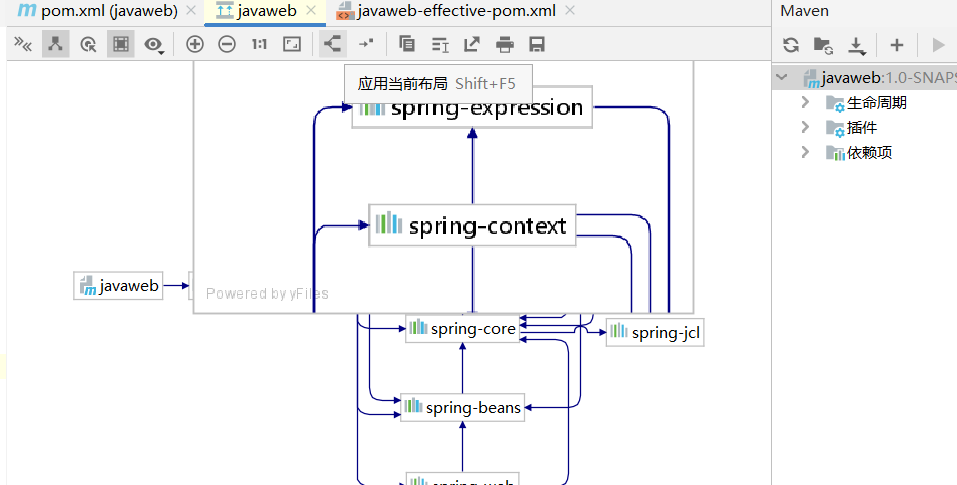 pom.xml (javaweb)
javaweb
javaweb-effective-pom.xml
Maven
1:1
应用当前布局 Shift+F5
javaweb:1.0-SNAPS
生命周期
插件
依赖项
spring-expression
spring-context
javaweb
Powered by yFiles
spring-core
spring-jcl
spring-beans
spring-web